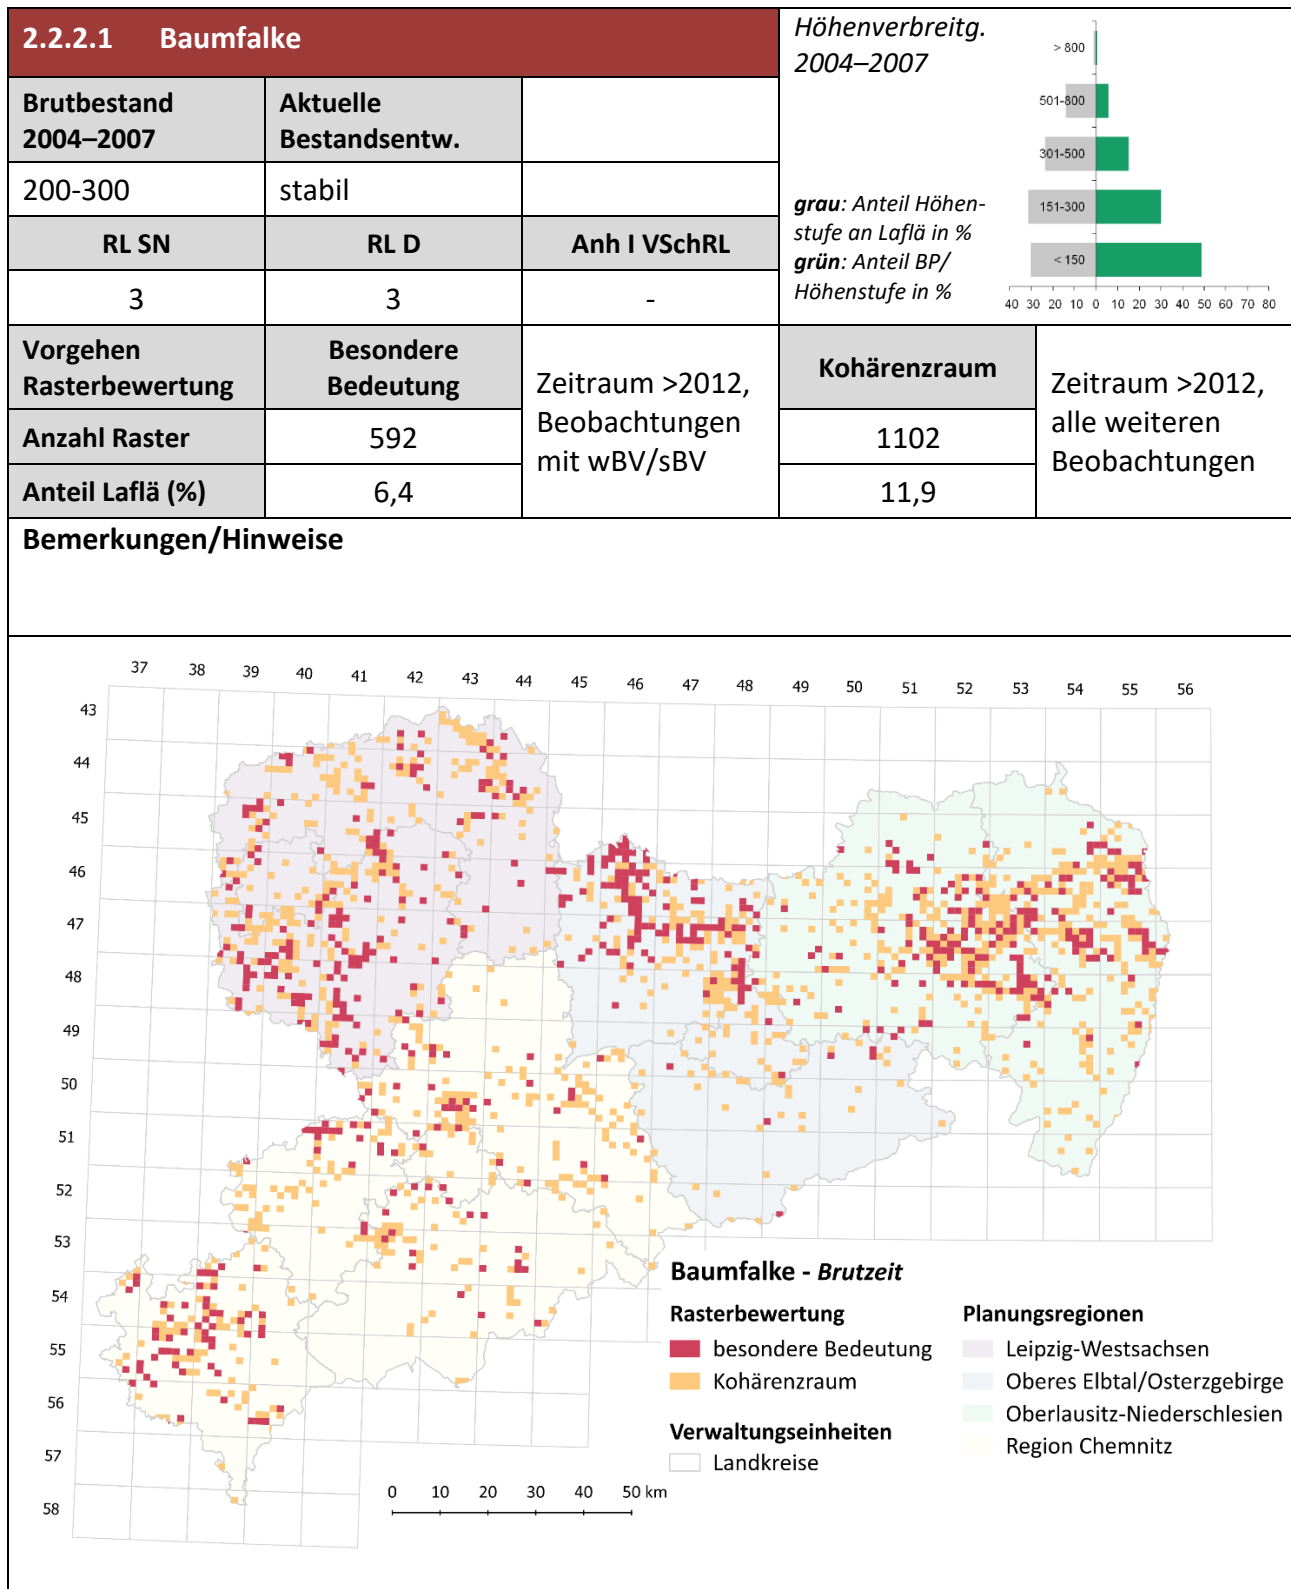 2.2.2.1 Baumfalke
Höhenverbreitg.
2004–2007
> 800
501-800
301-500
151-300
< 150
40 30 20 10 0 10 20 30 40 50 60 70 80
grau: Anteil Höhen-
stufe an Laflä in %
grün: Anteil BP/
Höhenstufe in %
Brutbestand
2004–2007
Aktuelle
Bestandsentw.
200-300
stabil
RL SN
RL D
Anh I VSchRL
3
3
-
Vorgehen
Rasterbewertung
Besondere
Bedeutung
Zeitraum >2012,
Beobachtungen
mit wBV/sBV
Kohärenzraum
Zeitraum >2012,
alle weiteren
Beobachtungen
Anzahl Raster
592
1102
Anteil Laflä (%)
6,4
11,9
Bemerkungen/Hinweise
37 38 39 40 41 42 43 44 45 46 47 48 49 50 51 52 53 54 55 56
43
44
45
46
47
48
49
50
51
52
53
54
55
56
57
58
Baumfalke - Brutzeit
Rasterbewertung
besondere Bedeutung
Kohärenzraum
Verwaltungseinheiten
Landkreise
Planungsregionen
Leipzig-Westsachsen
Oberes Elbtal/Osterzgebirge
Oberlausitz-Niederschlesien
Region Chemnitz
0 10 20 30 40 50 km